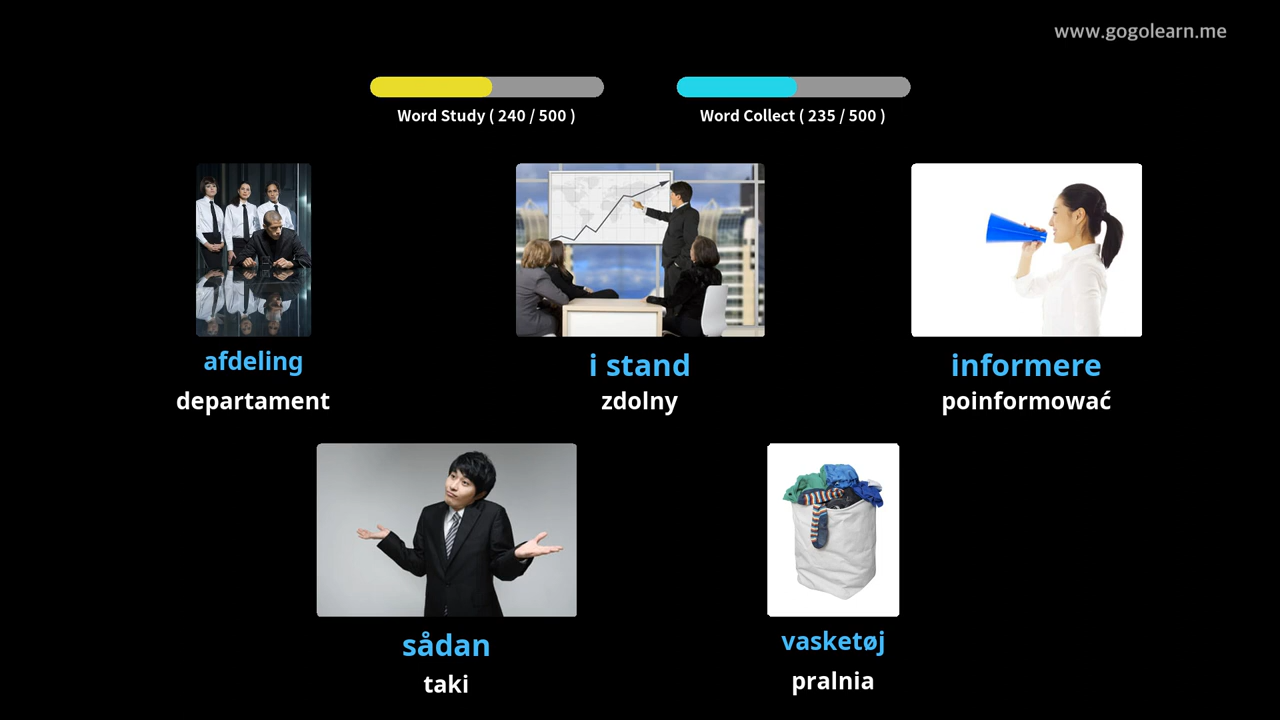 www.gogolearn.me
Word Study ( 240 / 500 )
Word Collect ( 235 / 500 )
afdeling
departament
i stand
zdolny
informere
poinformować
sådan
taki
vasketøj
pralnia